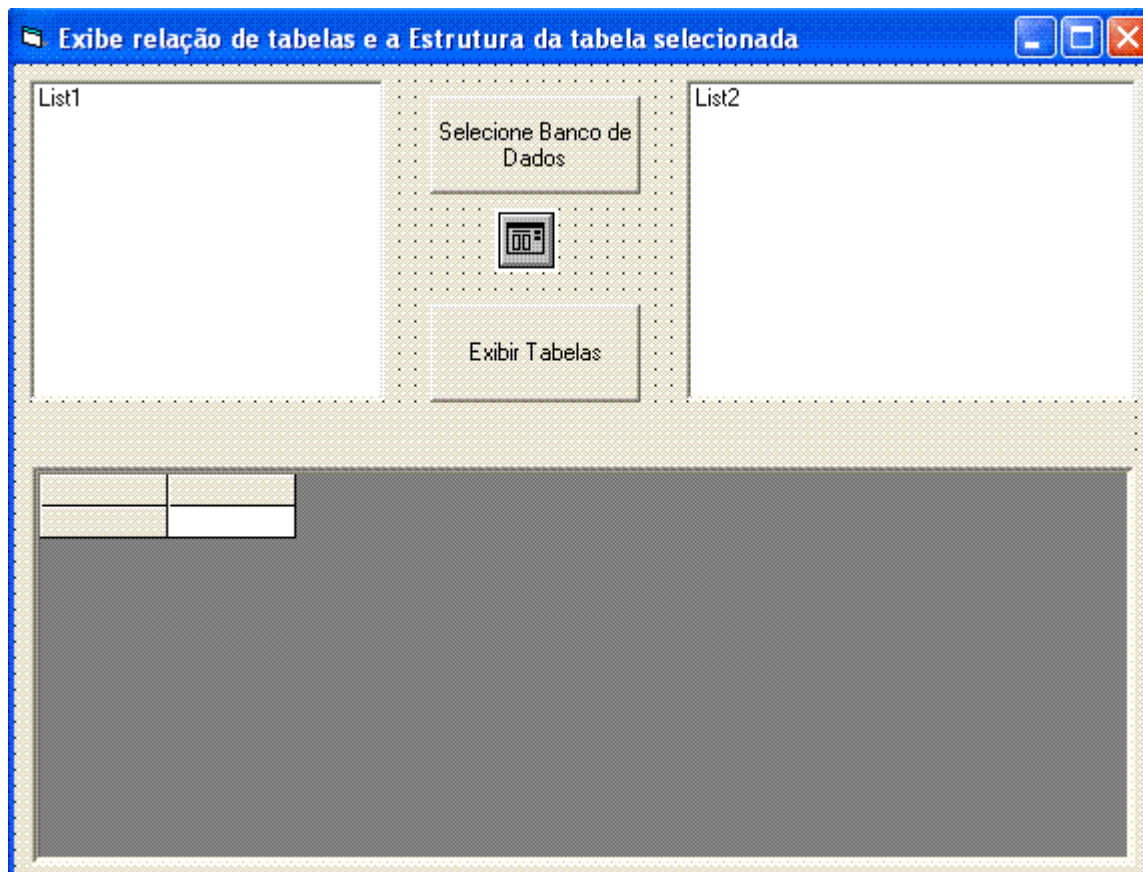 Exibe relação de tabelas e a Estrutura da tabela selecionada
List1
Selecione Banco de
Dados
List2
Exibir Tabelas